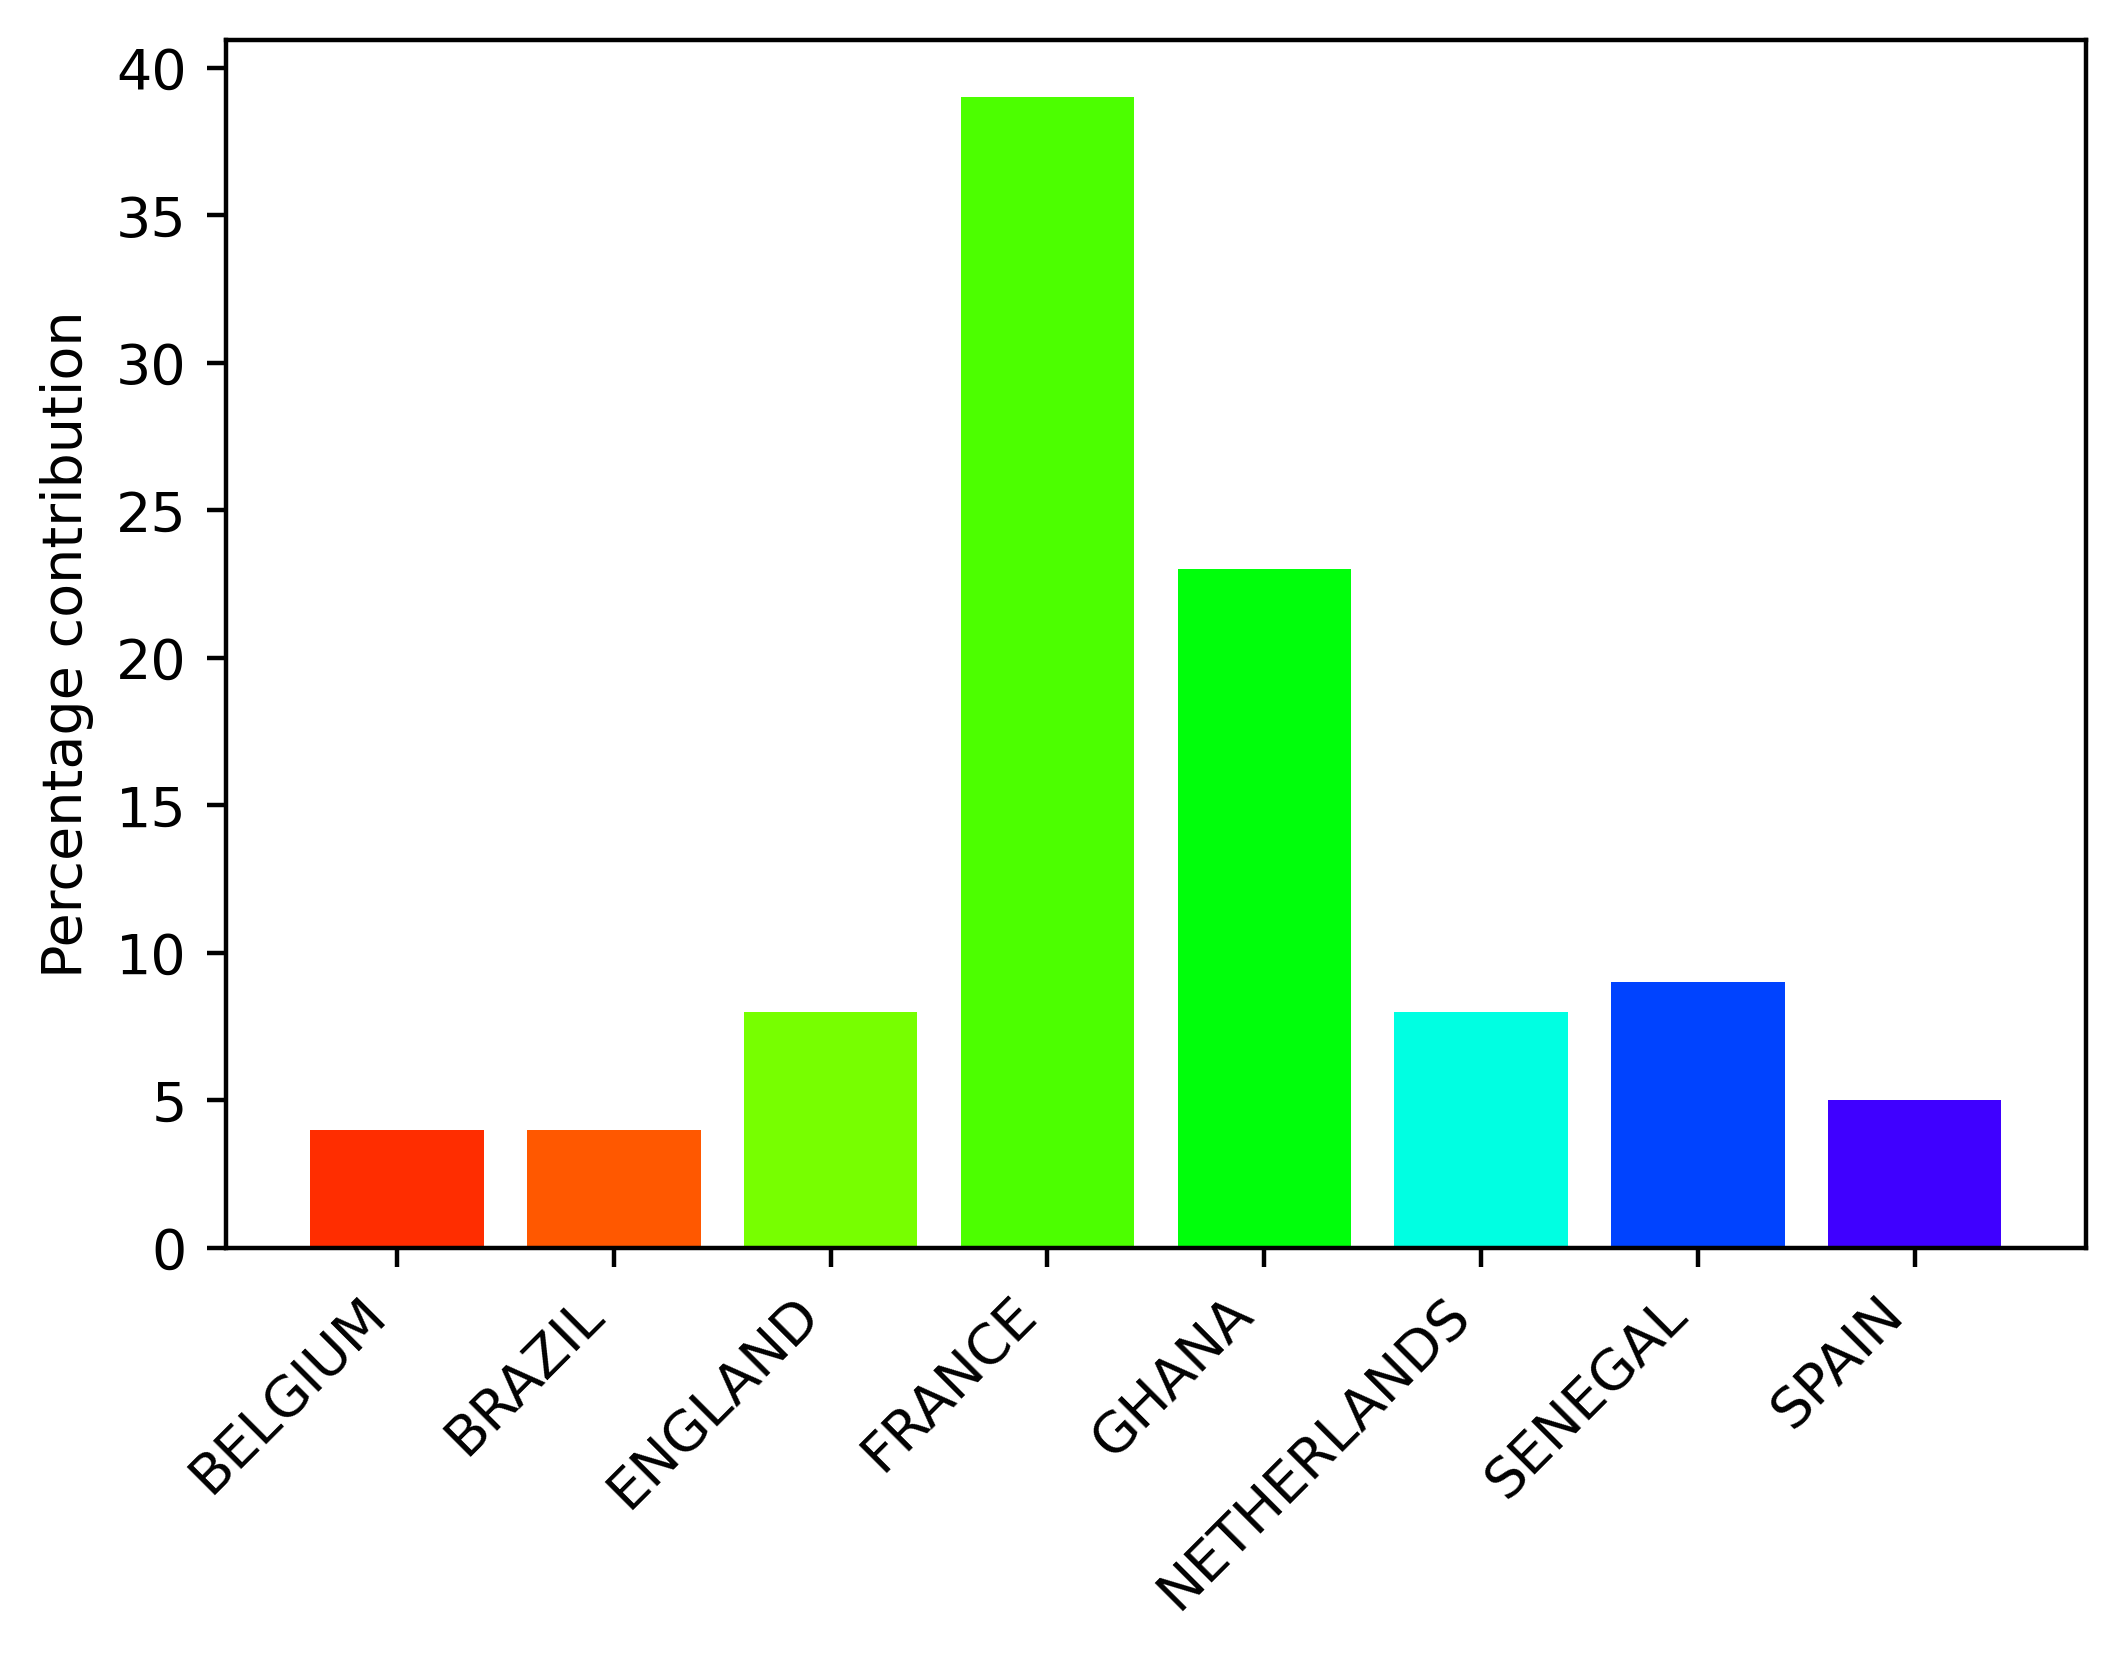 Percentage contribution
40
35
30
25
20
15
10
5
0
BELGIUM
BRAZIL
ENGLAND
FRANCE
GHANA
NETHERLANDS
SENEGAL
SPAIN